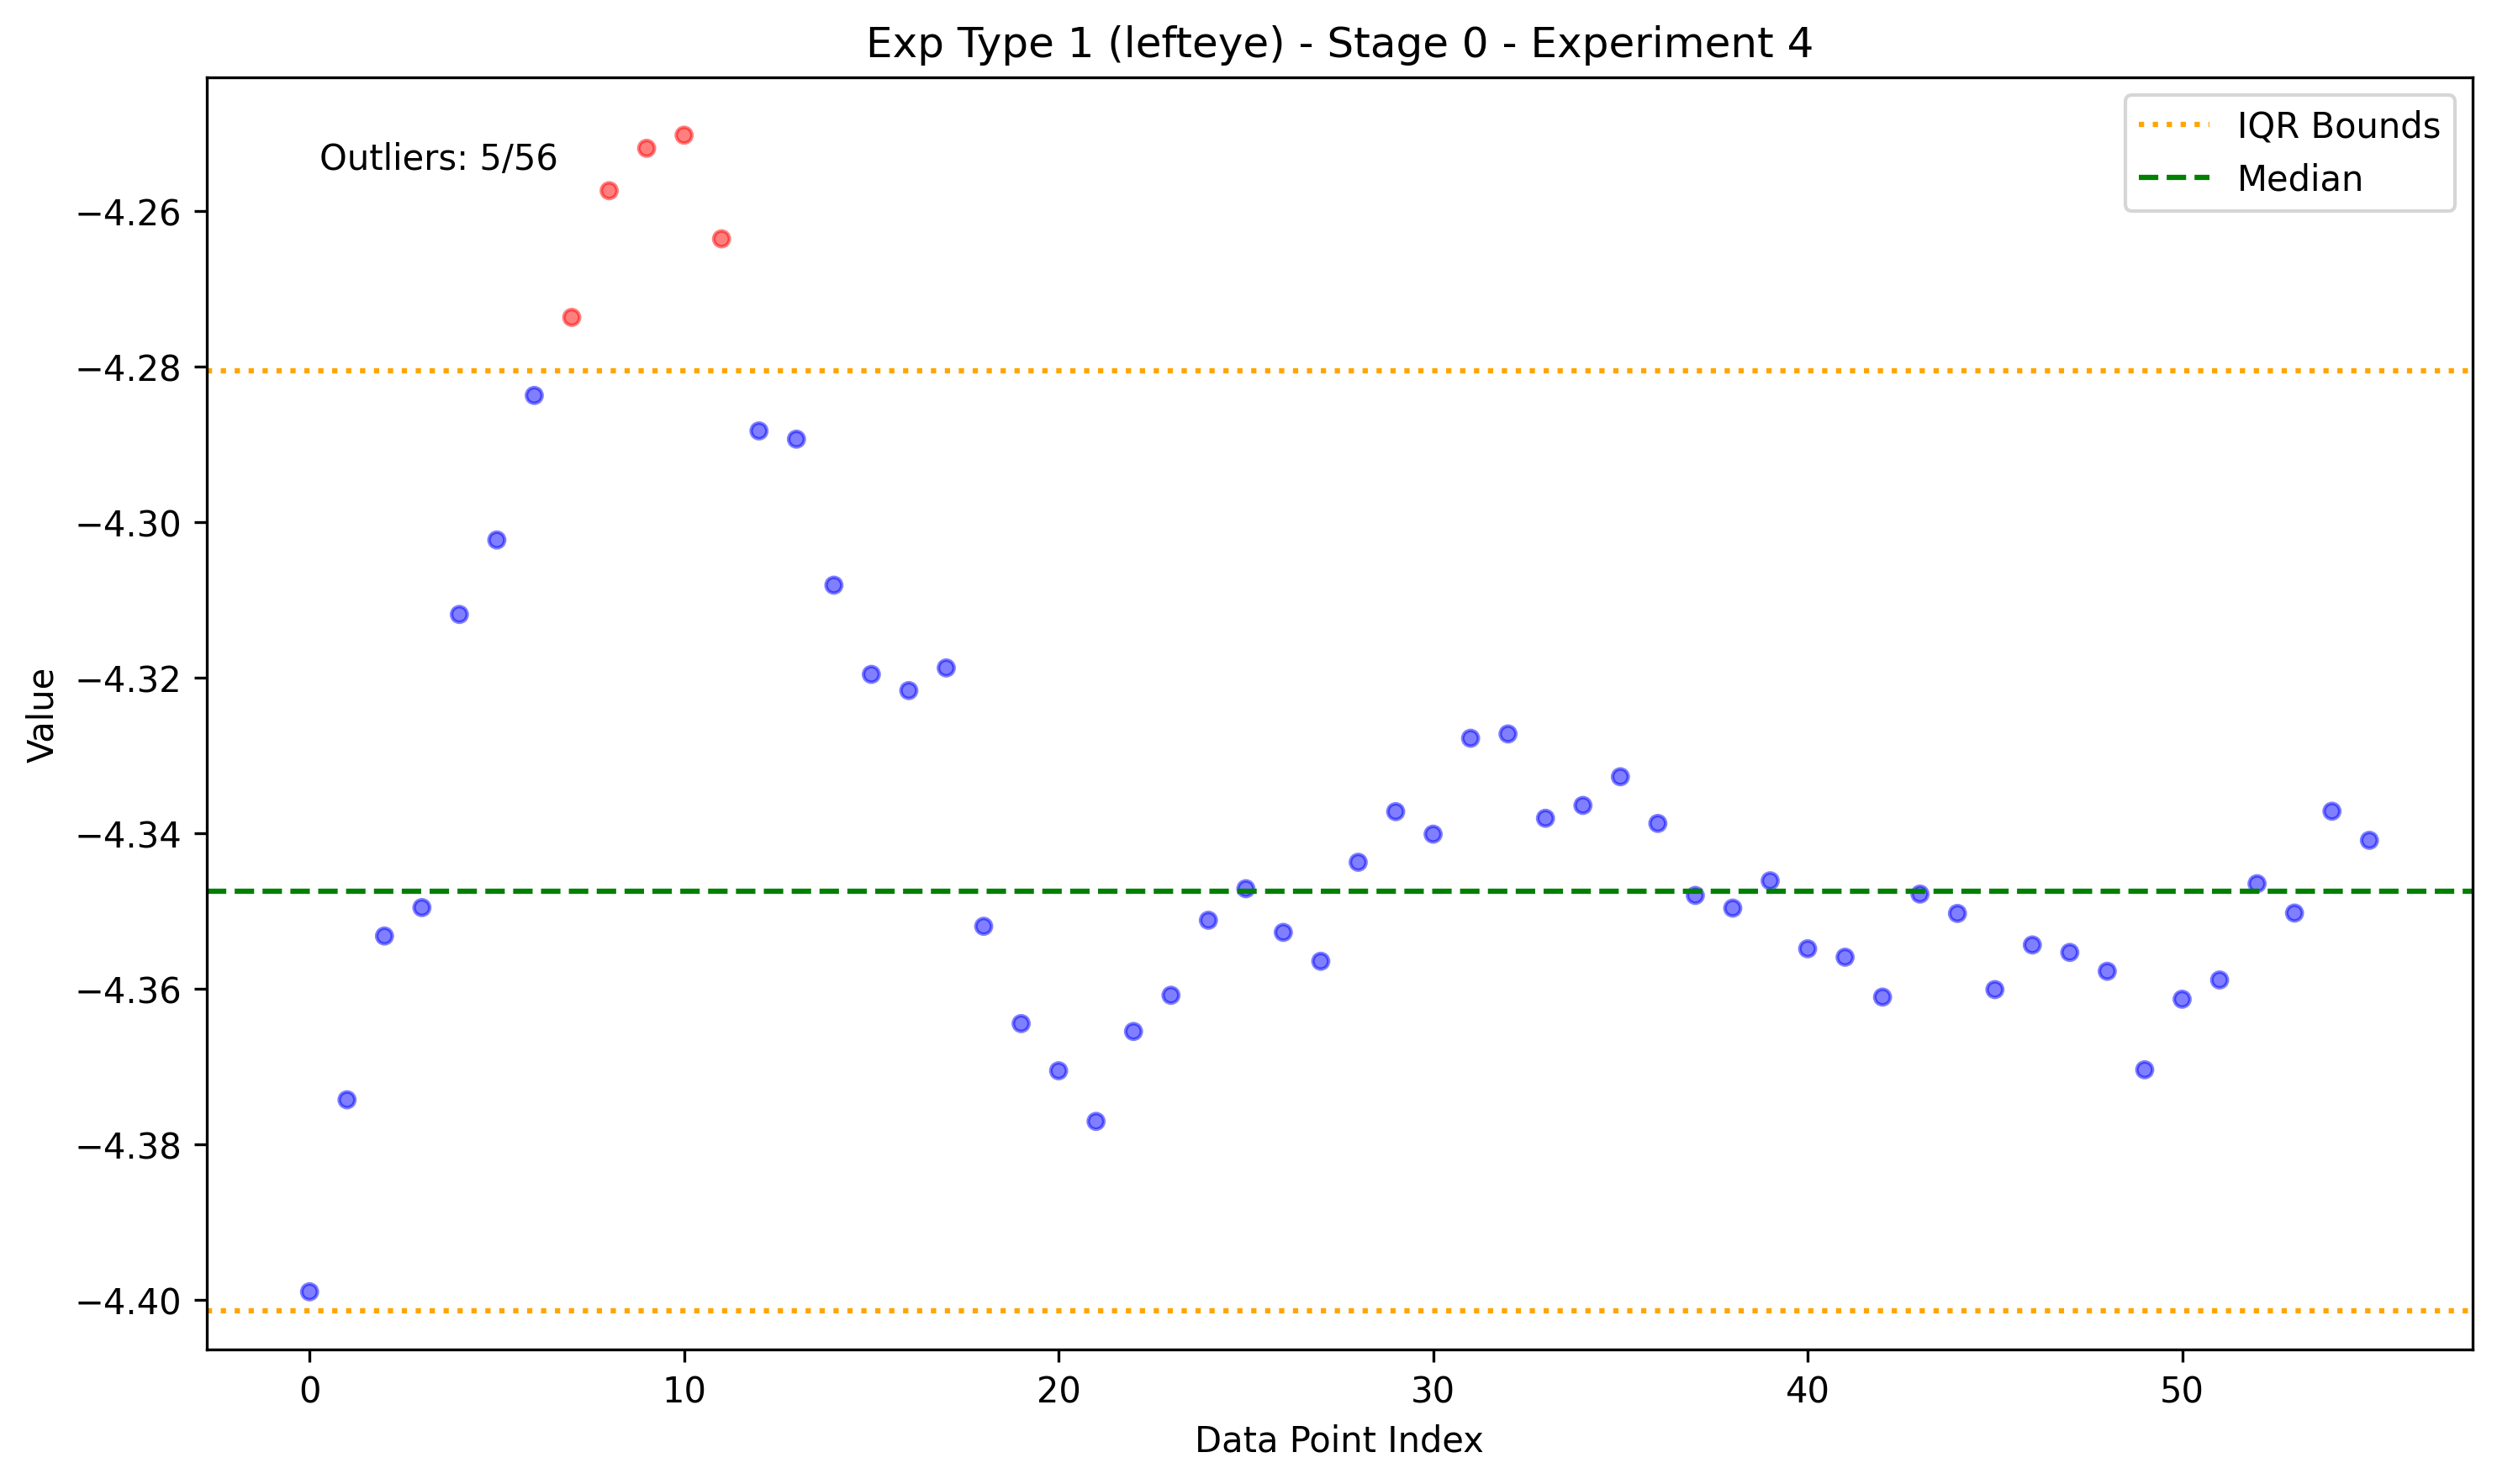 Exp Type 1 (lefteye) - Stage 0 - Experiment 4
Outliers: 5/56
IQR Bounds
Median
Value
−4.26
−4.28
−4.30
−4.32
−4.34
−4.36
−4.38
−4.40
0
10
20
30
40
50
Data Point Index